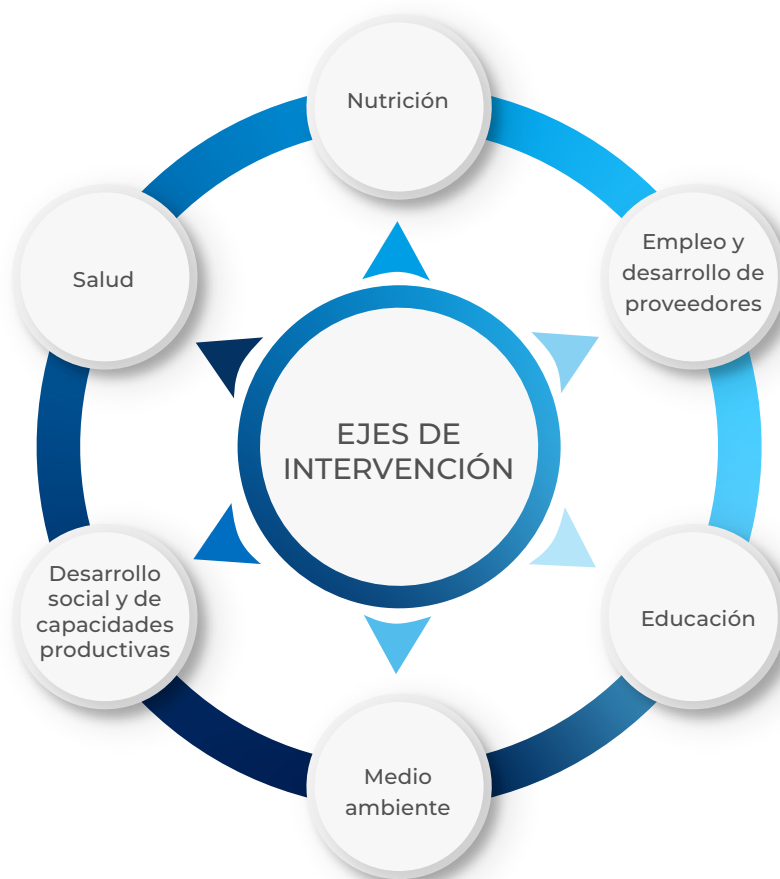 Nutrición
Empleo y
desarrollo de
proveedores
Salud
EJES DE
INTERVENCIÓN
Desarrollo
social y de
capacidades
productivas
Educación
Medio
ambiente